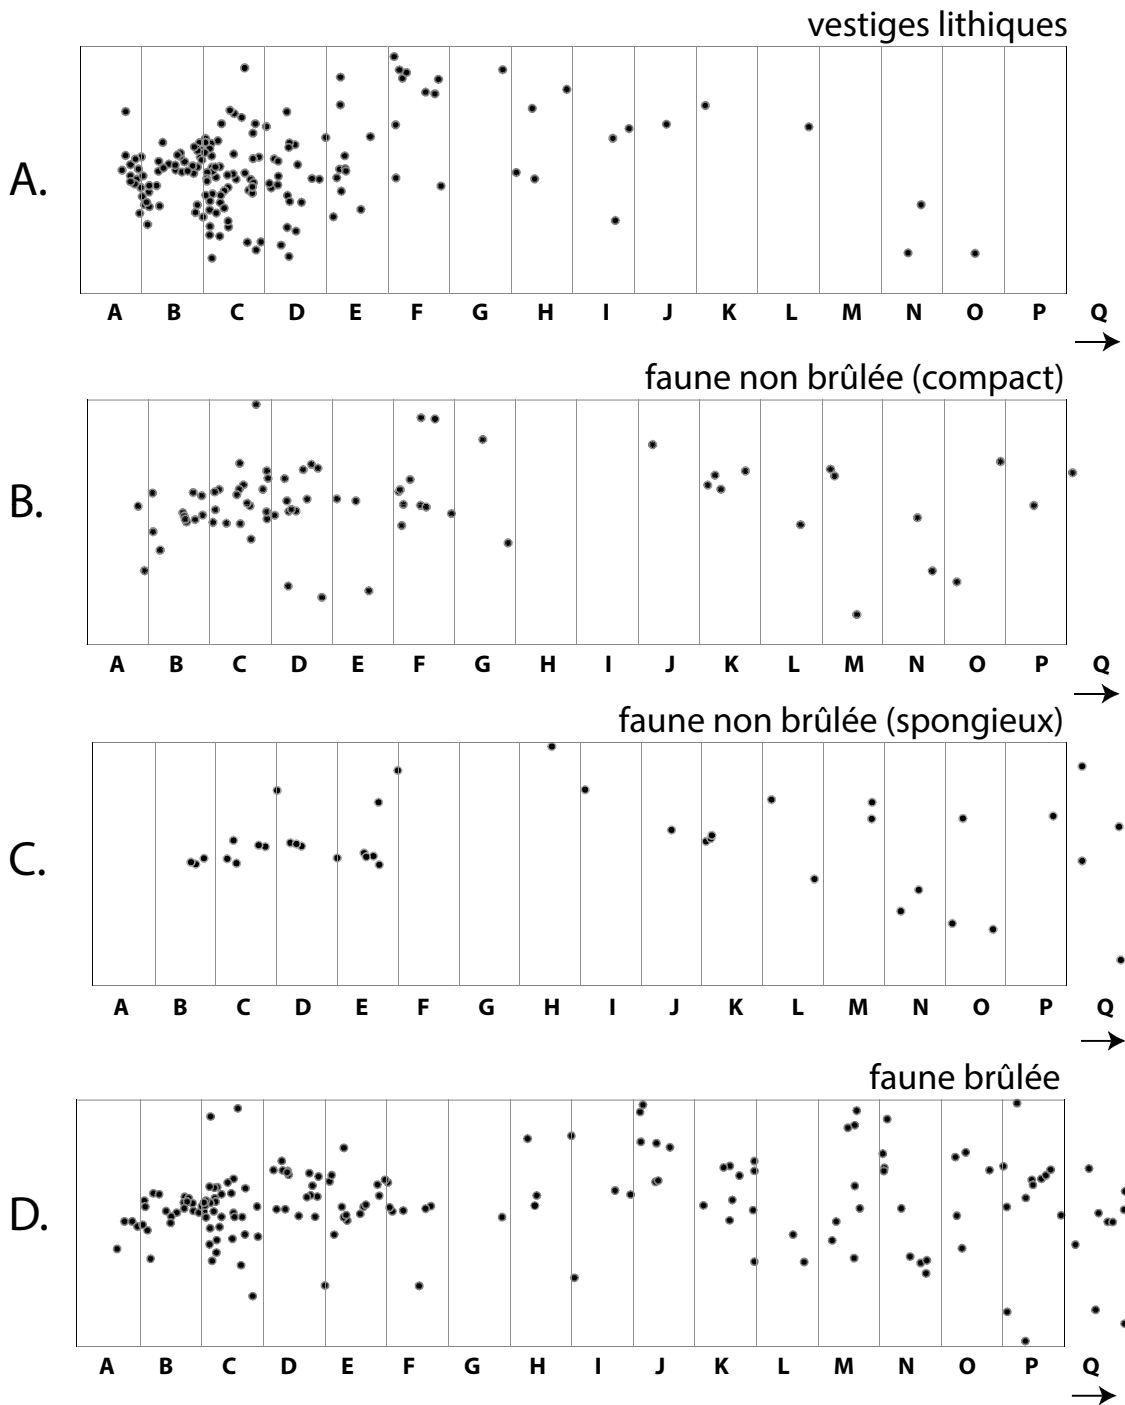 vestiges lithiques
A.
A B C D E F G H I J K L M N O P Q
faune non brûlée (compact)
B.
A B C D E F G H I J K L M N O P Q
faune non brûlée (spongieux)
C.
A B C D E F G H I J K L M N O P Q
faune brûlée
D.
A B C D E F G H I J K L M N O P Q